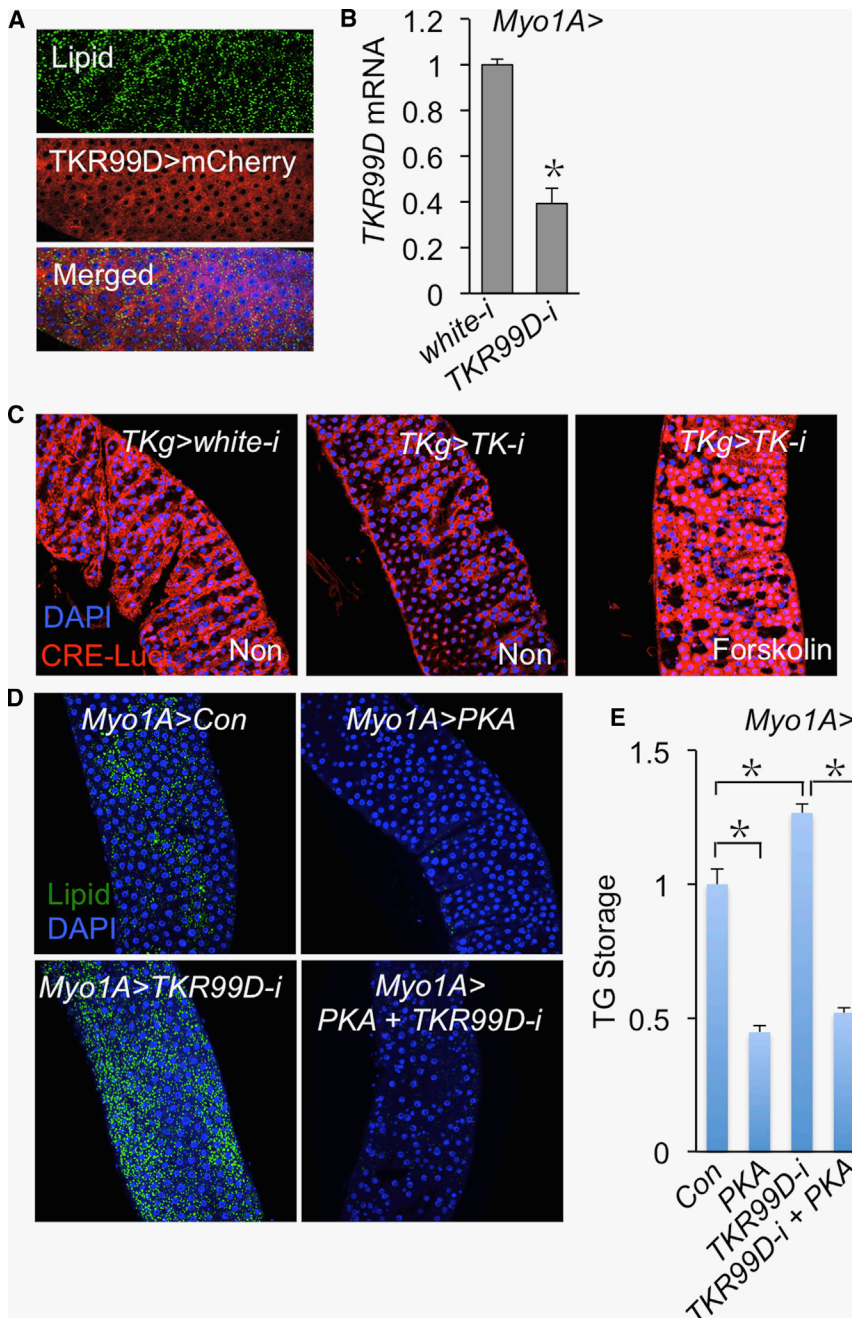 A
Lipid
TKR99D>mCherry
Merged
B
Myo1A>
TKR99D mRNA
1.2
1
0.8
0.6
0.4
0.2
0
*
white-i
TKR99D-i
C
TKg>white-i
DAPI
CRE-Luci
Non
TKg>TK-i
Non
TKg>TK-i
Forskolin
D
Myo1A>Con
Lipid
DAPI
Myo1A>PKA
Myo1A>TKR99D-i
Myo1A>
PKA + TKR99D-i
E
Myo1A>
TG Storage
1.5
1
0.5
0
*
*
*
Con
PKA
TKR99D-i
TKR99D-i + PKA